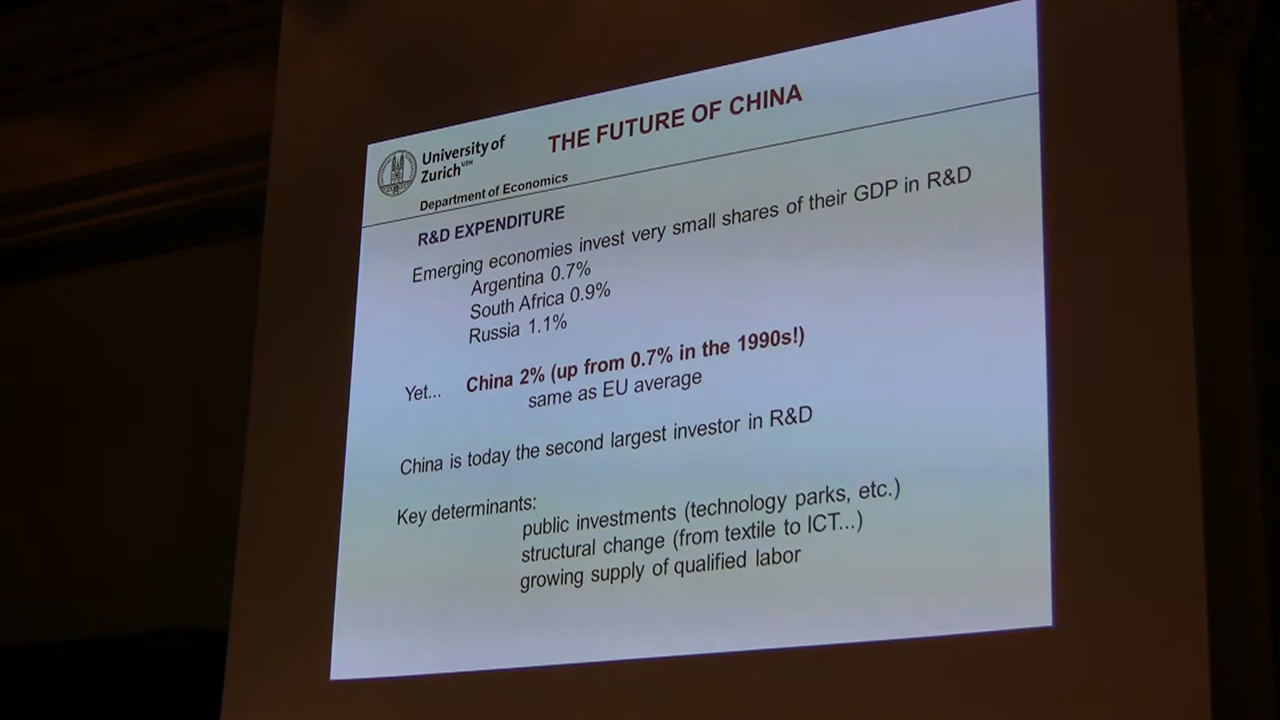 THE FUTURE OF CHINA
University of
Zurich UZH
Department of Economics
R&D EXPENDITURE
Emerging economies invest very small shares of their GDP in R&D
Argentina 0.7%
South Africa 0.9%
Russia 1.1%
Yet... China 2% (up from 0.7% in the 1990s!)
same as EU average
China is today the second largest investor in R&D
Key determinants:
public investments (technology parks, etc.)
structural change (from textile to ICT...)
growing supply of qualified labor